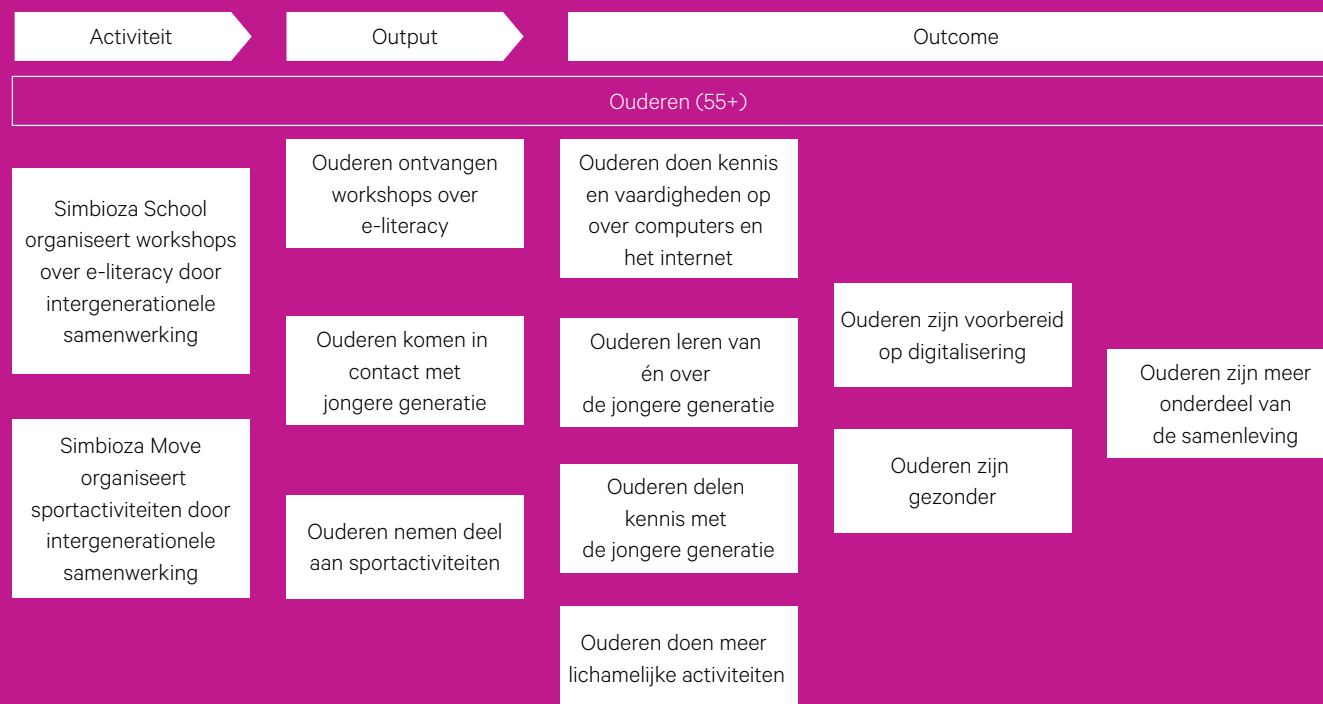 Activiteit
Output
Outcome
Ouderen (55+)
Simbioza School
organiseert workshops
over e-literacy door
intergenerationele
samenwerking
Simbioza Move
organiseert
sportactiviteiten door
intergenerationele
samenwerking
Ouderen ontvangen
workshops over
e-literacy
Ouderen komen in
contact met
jongere generatie
Ouderen nemen deel
aan sportactiviteiten
Ouderen doen kennis
en vaardigheden op
over computers en
het internet
Ouderen leren van
én over
de jongere generatie
Ouderen delen
kennis met
de jongere generatie
Ouderen doen meer
lichamelijke activiteiten
Ouderen zijn voorbereid
op digitalisering
Ouderen zijn
gezonder
Ouderen zijn meer
onderdeel van
de samenleving